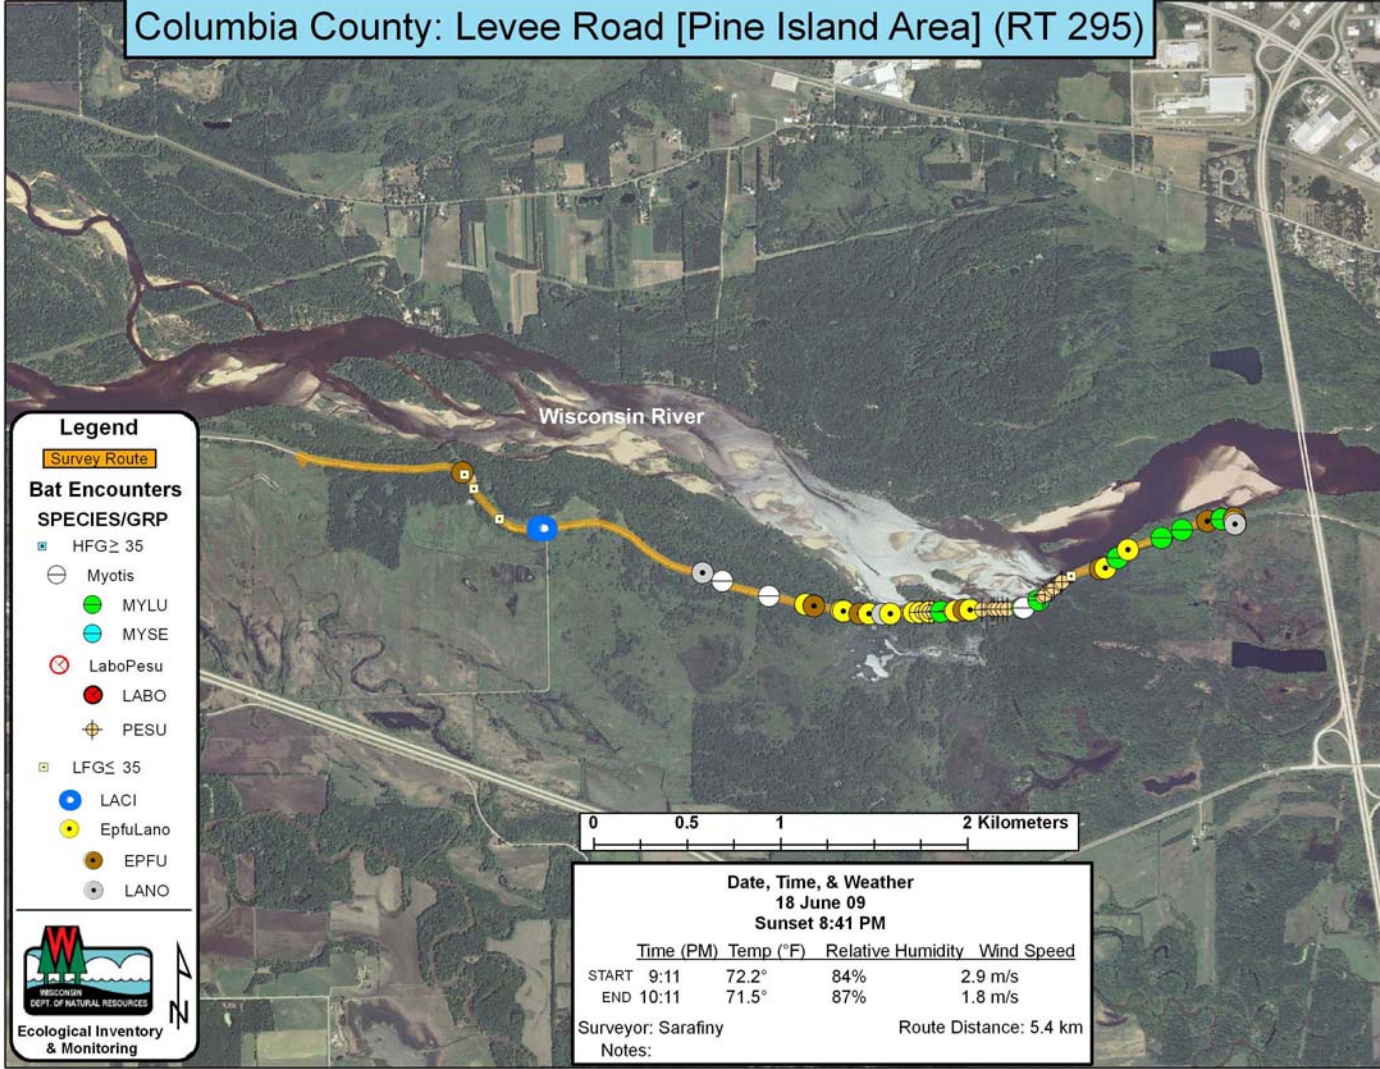 Columbia County: Levee Road [Pine Island Area] (RT 295)
Wisconsin River
Legend
Survey Route
Bat Encounters
SPECIES/GRP
HFG≥ 35
Myotis
MYLU
MYSE
LaboPesu
LABO
PESU
LFG≤ 35
LACI
EpfuLano
EPFU
LANO
W
WISCONSIN
DEPT. OF NATURAL RESOURCES
N
Ecological Inventory
& Monitoring
0 0.5 1 2 Kilometers
Date, Time, & Weather
18 June 09
Sunset 8:41 PM
Time (PM) Temp (°F) Relative Humidity Wind Speed
START 9:11 72.2° 84% 2.9 m/s
END 10:11 71.5° 87% 1.8 m/s
Surveyor: Sarafiny Route Distance: 5.4 km
Notes: